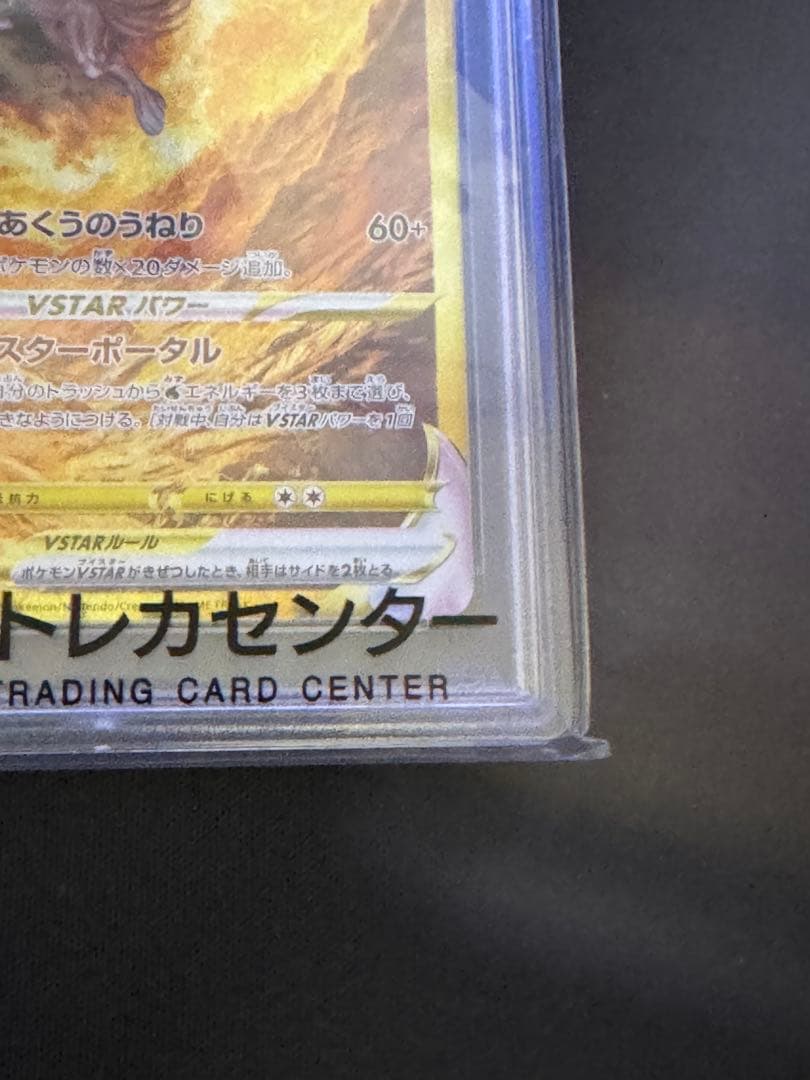 あくうのうねり 60+
ポケモンの数×20ダメージ追加。
VSTARパワー
スターポータル
自分のトラッシュからエネルギーを3枚まで選び、
きなようにつける。[対戦中、自分はVSTARパワーを1回
抵抗力 にげる
VSTARルール
ポケモンVSTARがきぜつしたとき、相手はサイドを2枚とる
トレカセンター
TRADING CARD CENTER